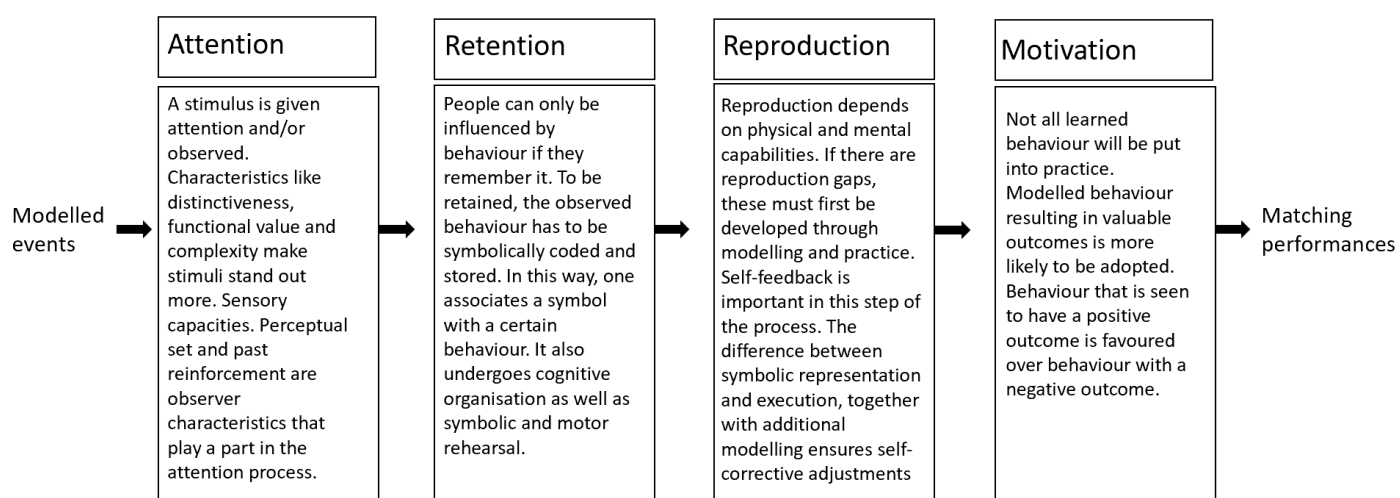 Modelled
events
Attention
A stimulus is given
attention and/or
observed.
Characteristics like
distinctiveness,
functional value and
complexity make
stimuli stand out
more. Sensory
capacities. Perceptual
set and past
reinforcement are
observer
characteristics that
play a part in the
attention process.
Retention
People can only be
influenced by
behaviour if they
remember it. To be
retained, the observed
behaviour has to be
symbolically coded and
stored. In this way, one
associates a symbol
with a certain
behaviour. It also
undergoes cognitive
organisation as well as
symbolic and motor
rehearsal.
Reproduction
Reproduction depends
on physical and mental
capabilities. If there are
reproduction gaps,
these must first be
developed through
modelling and practice.
Self-feedback is
important in this step of
the process. The
difference between
symbolic representation
and execution, together
with additional
modelling ensures self-
corrective adjustments
Motivation
Not all learned
behaviour will be put
into practice.
Modelled behaviour
resulting in valuable
outcomes is more
likely to be adopted.
Behaviour that is seen
to have a positive
outcome is favoured
over behaviour with a
negative outcome.
Matching
performances